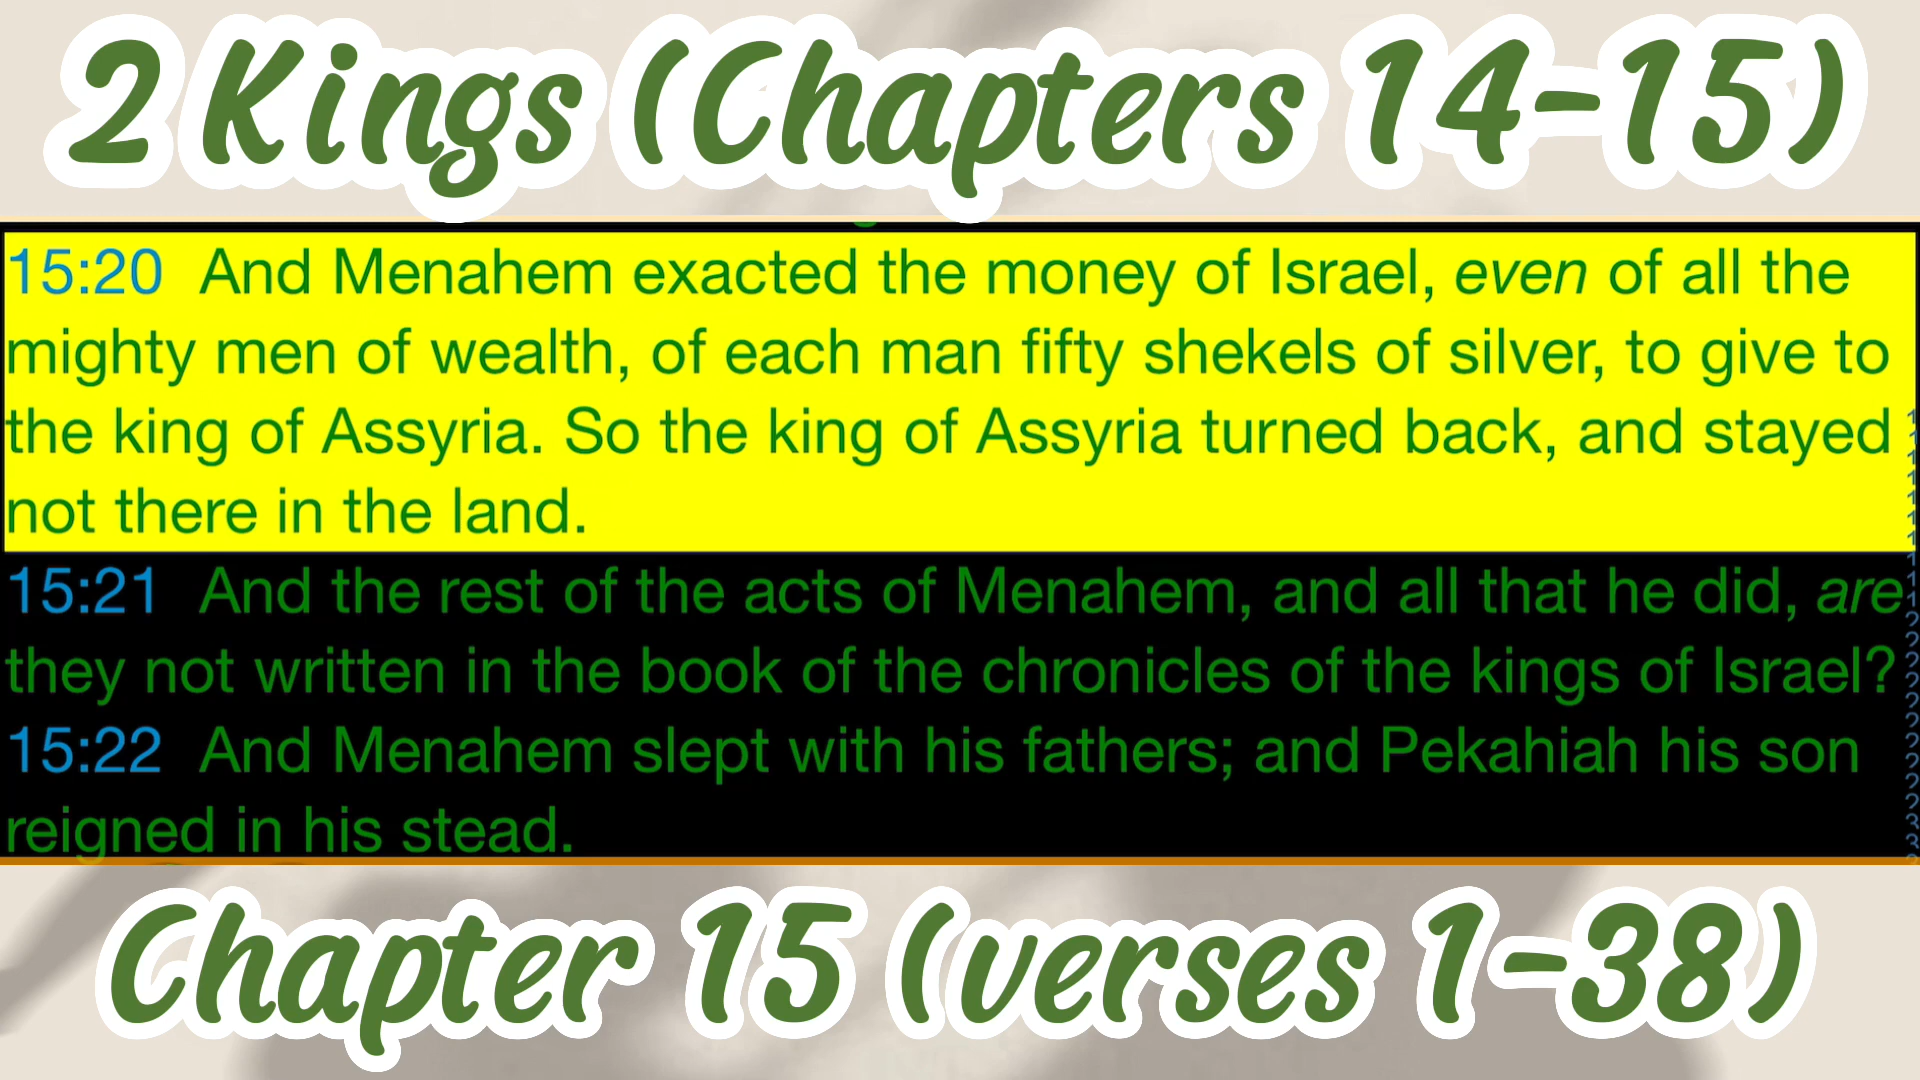 2 Kings (Chapters 14-15)
15:20 And Menahem exacted the money of Israel, even of all the
mighty men of wealth, of each man fifty shekels of silver, to give to
the king of Assyria. So the king of Assyria turned back, and stayed
not there in the land.
15:21 And the rest of the acts of Menahem, and all that he did, are
they not written in the book of the chronicles of the kings of Israel?
15:22 And Menahem slept with his fathers; and Pekahiah his son
reigned in his stead.
Chapter 15 (verses 1-38)